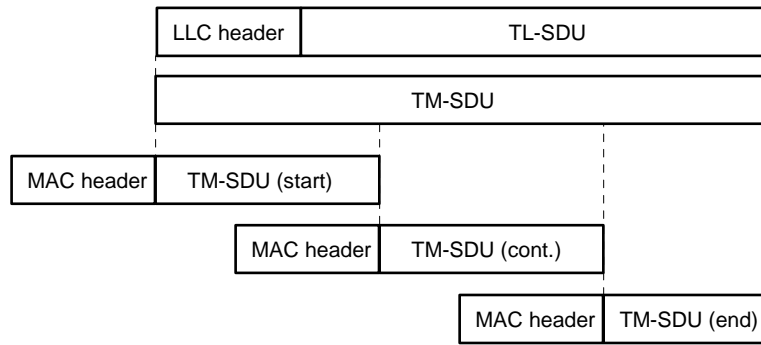 LLC header TL-SDU
TM-SDU
MAC header TM-SDU (start)
MAC header TM-SDU (cont.)
MAC header TM-SDU (end)